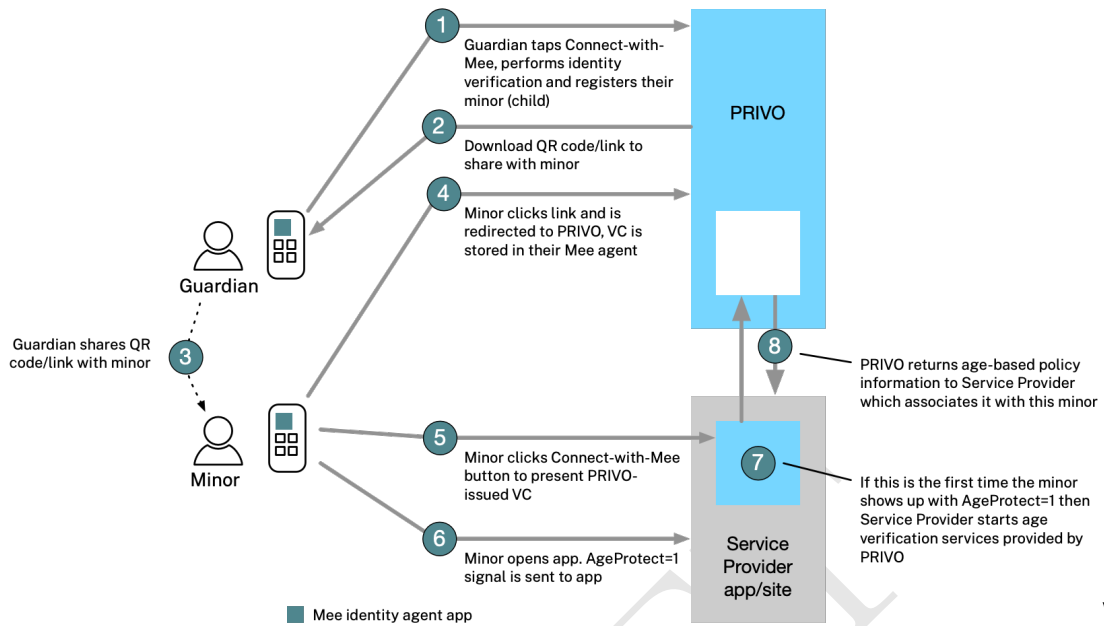 1
Guardian taps Connect-with-
Mee, performs identity
verification and registers their
minor (child)
2
Download QR code/link to
share with minor
PRIVO
4
Minor clicks link and is
redirected to PRIVO, VC is
stored in their Mee agent
Guardian
Guardian shares QR
code/link with minor
3
8
PRIVO returns age-based policy
information to Service Provider
which associates it with this minor
Minor
5
Minor clicks Connect-with-Mee
button to present PRIVO-
issued VC
7
If this is the first time the minor
shows up with AgeProtect=1 then
Service Provider starts age
verification services provided by
PRIVO
6
Minor opens app. AgeProtect=1
signal is sent to app
Service
Provider
app/site
Mee identity agent app